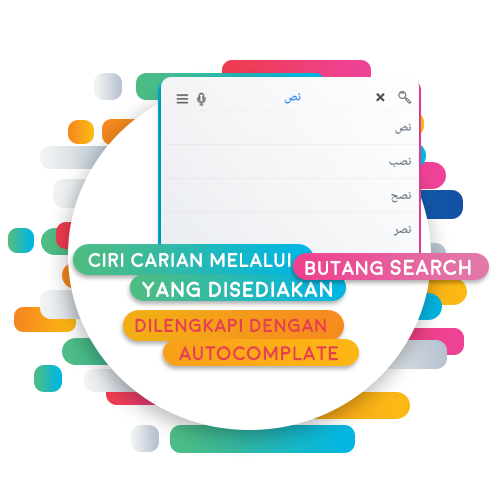 نص
نص
نصب
نصح
نصر
CIRI CARIAN MELALUI
BUTANG SEARCH
YANG DISEDIAKAN
DILENGKAPI DENGAN
AUTOCOMPLATE